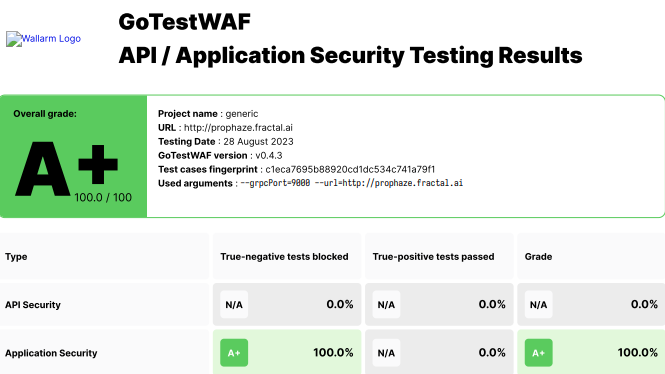 Wallarm Logo
GoTestWAF
API / Application Security Testing Results
Overall grade:
A+
100.0 / 100
Project name : generic
URL : http://prophaze.fractal.ai
Testing Date : 28 August 2023
GoTestWAF version : v0.4.3
Test cases fingerprint : c1eca7695b88920cd1dc534c741a79f1
Used arguments : --grpcPort=9000 --url=http://prophaze.fractal.ai
Type True-negative tests blocked True-positive tests passed Grade
API Security N/A 0.0% N/A 0.0% N/A 0.0%
Application Security A+ 100.0% N/A 0.0% A+ 100.0%